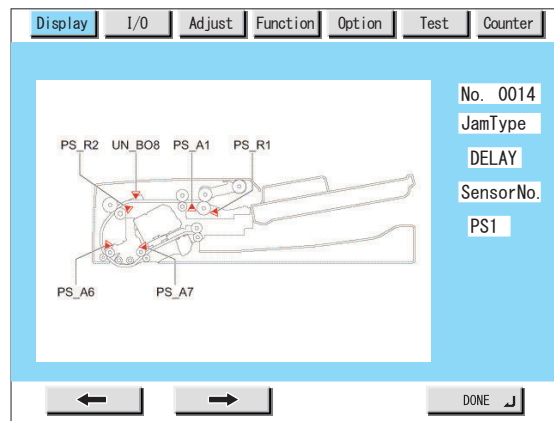 Display I/O Adjust Function Option Test Counter
No. 0014
JamType
DELAY
SensorNo.
PS1
PS_R2 UN_BO8 PS_A1 PS_R1
PS_A6 PS_A7
DONE